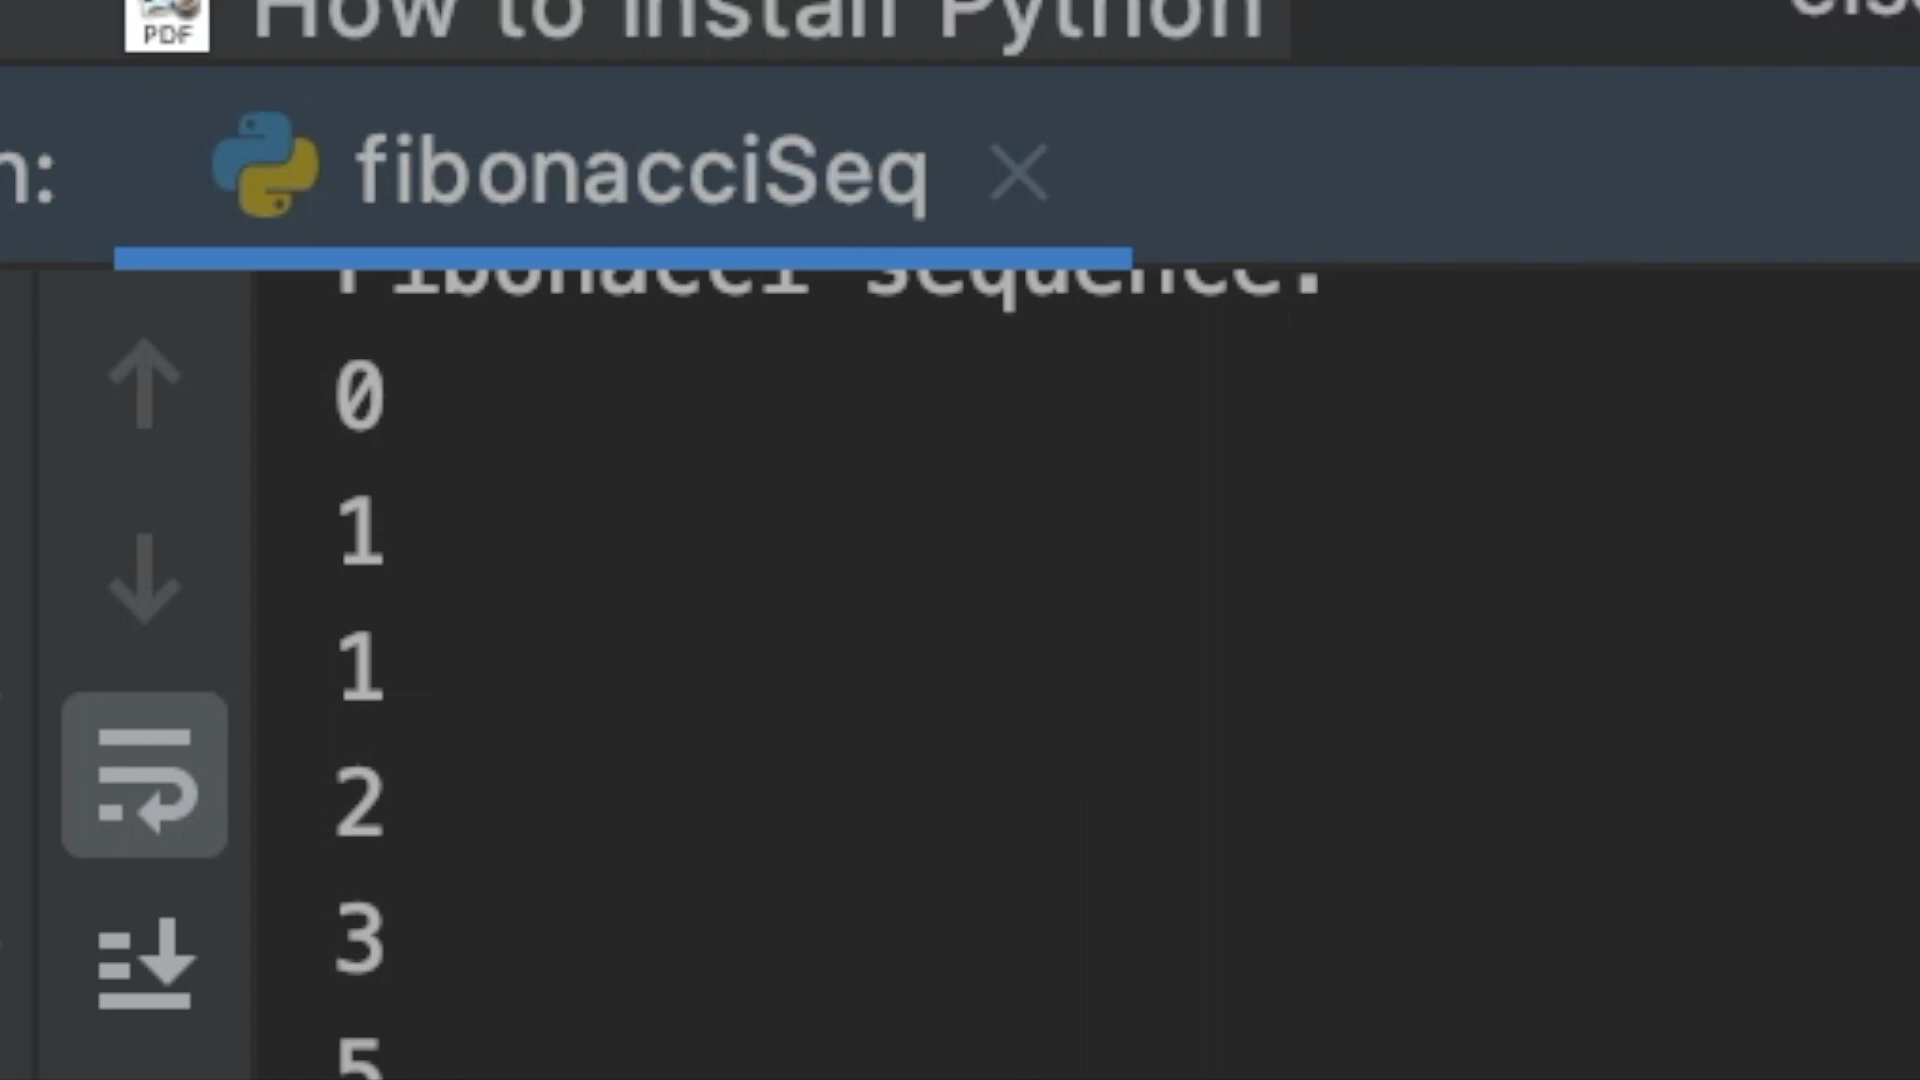 PDF How to Install Python
n: fibonacciSeq
Fibonacci sequence:
0
1
1
2
3
5